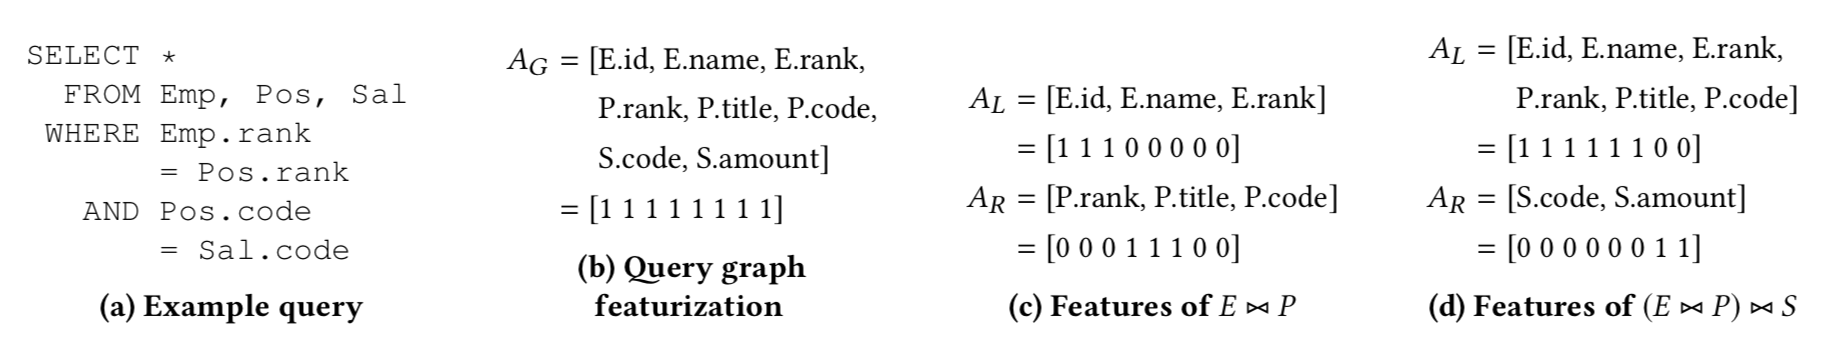 SELECT *
FROM Emp, Pos, Sal
WHERE Emp.rank
= Pos.rank
AND Pos.code
= Sal.code
(a) Example query
A_G = [E.id, E.name, E.rank,
P.rank, P.title, P.code,
S.code, S.amount]
= [1 1 1 1 1 1 1 1]
(b) Query graph
featurization
A_L = [E.id, E.name, E.rank]
= [1 1 1 0 0 0 0 0]
A_R = [P.rank, P.title, P.code]
= [0 0 0 1 1 1 0 0]
(c) Features of E ⋈ P
A_L = [E.id, E.name, E.rank,
P.rank, P.title, P.code]
= [1 1 1 1 1 1 0 0]
A_R = [S.code, S.amount]
= [0 0 0 0 0 0 1 1]
(d) Features of (E ⋈ P) ⋈ S